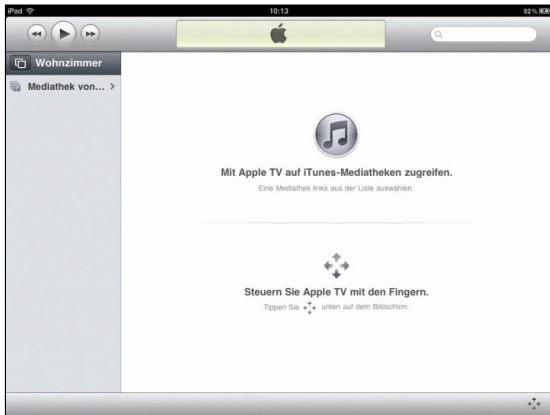 iPad 10:13 92%
Wohnzimmer
Mediathek von... >
Mit Apple TV auf iTunes-Mediatheken zugreifen.
Eine Mediathek links aus der Liste auswählen.
Steuern Sie Apple TV mit den Fingern.
Tippen Sie unten auf dem Bildschirm.